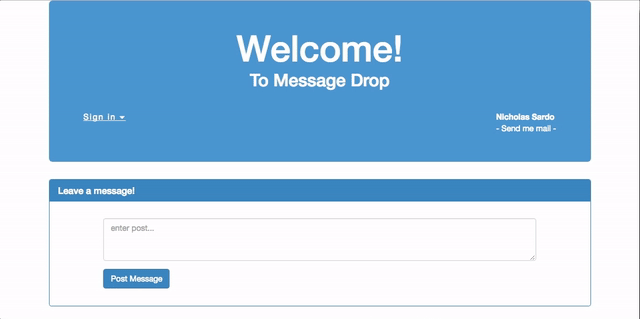 Welcome!
To Message Drop
Sign in
Nicholas Sardo
- Send me mail -
Leave a message!
enter post...
Post Message